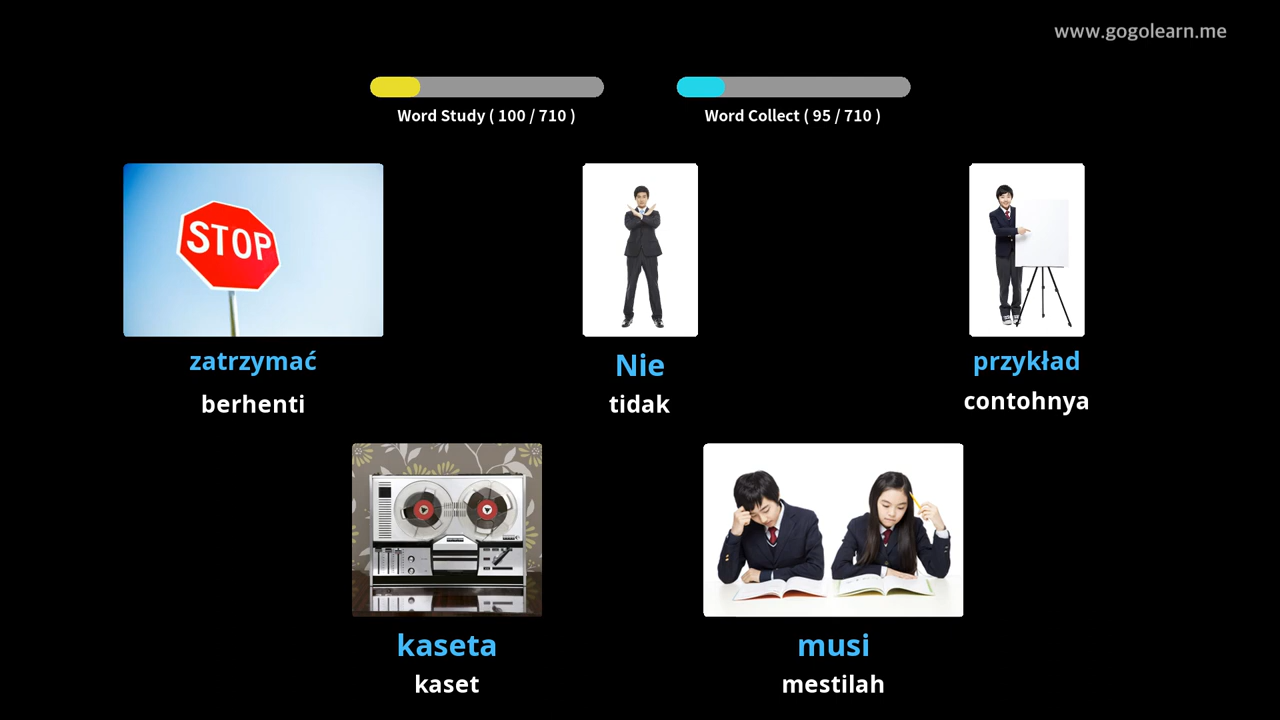 www.gogolearn.me
Word Study ( 100 / 710 )
Word Collect ( 95 / 710 )
STOP
zatrzymać
berhenti
Nie
tidak
przykład
contohnya
kaseta
kaset
musi
mestilah